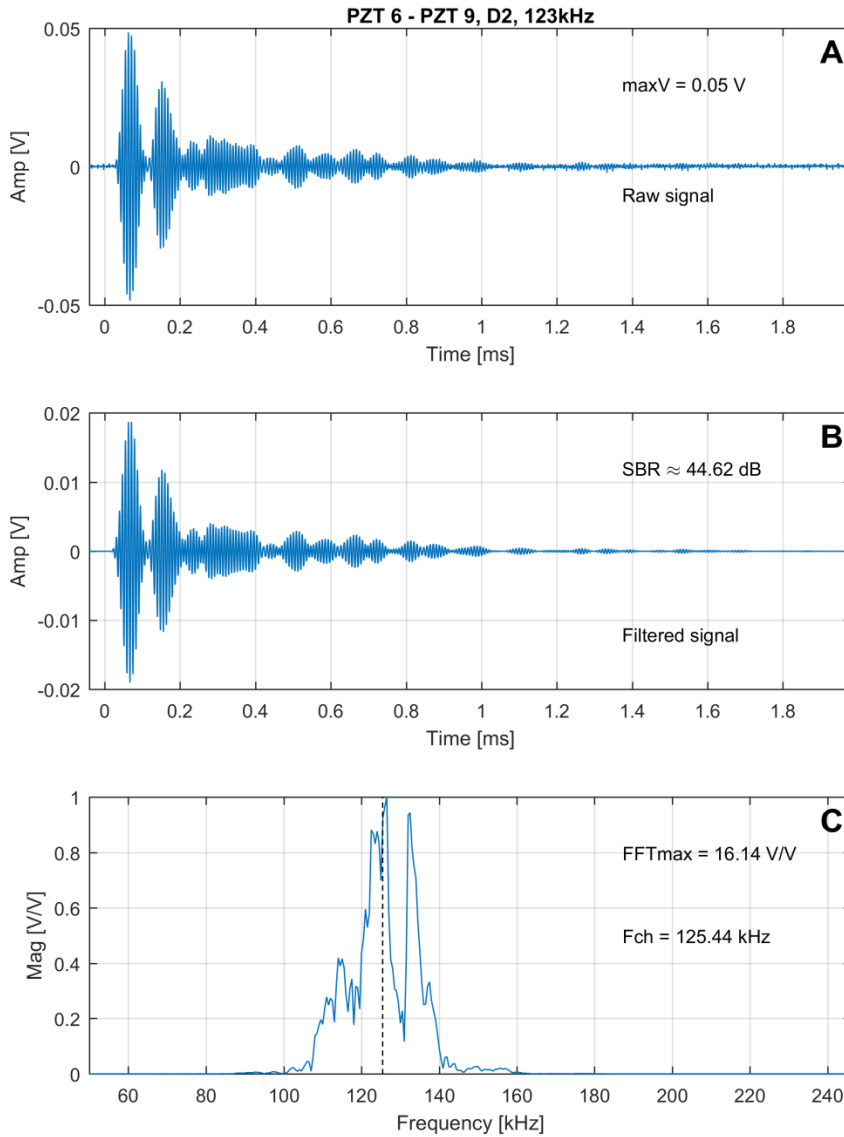 PZT 6 - PZT 9, D2, 123kHz
A
0.05
0
-0.05
Amp [V]
maxV = 0.05 V
Raw signal
0 0.2 0.4 0.6 0.8 1 1.2 1.4 1.6 1.8
Time [ms]
B
0.02
0.01
0
-0.01
-0.02
Amp [V]
SBR ≈ 44.62 dB
Filtered signal
0 0.2 0.4 0.6 0.8 1 1.2 1.4 1.6 1.8
Time [ms]
C
1
0.8
0.6
0.4
0.2
0
Mag [V/V]
FFTmax = 16.14 V/V
Fch = 125.44 kHz
60 80 100 120 140 160 180 200 220 240
Frequency [kHz]